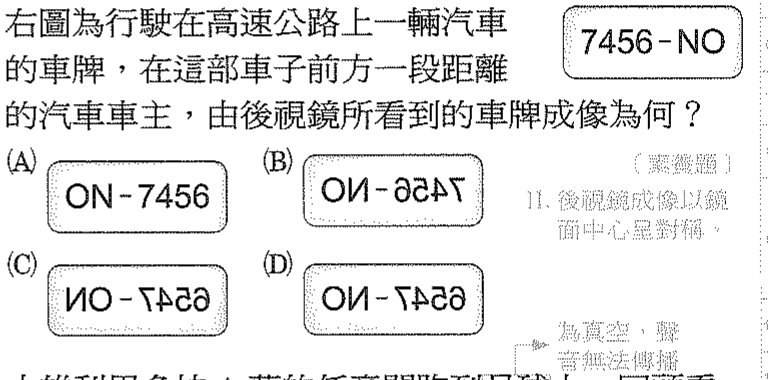 右圖為行駛在高速公路上一輛汽車
7456-NO
的車牌，在這部車子前方一段距離
的汽車車主，由後視鏡所看到的車牌成像為何？
(A)
ON-7456
(B)
〔素養題〕
11. 後視鏡成像以鏡
面中心呈對稱。
(C)
(D)
為真空，聲
音無法傳播